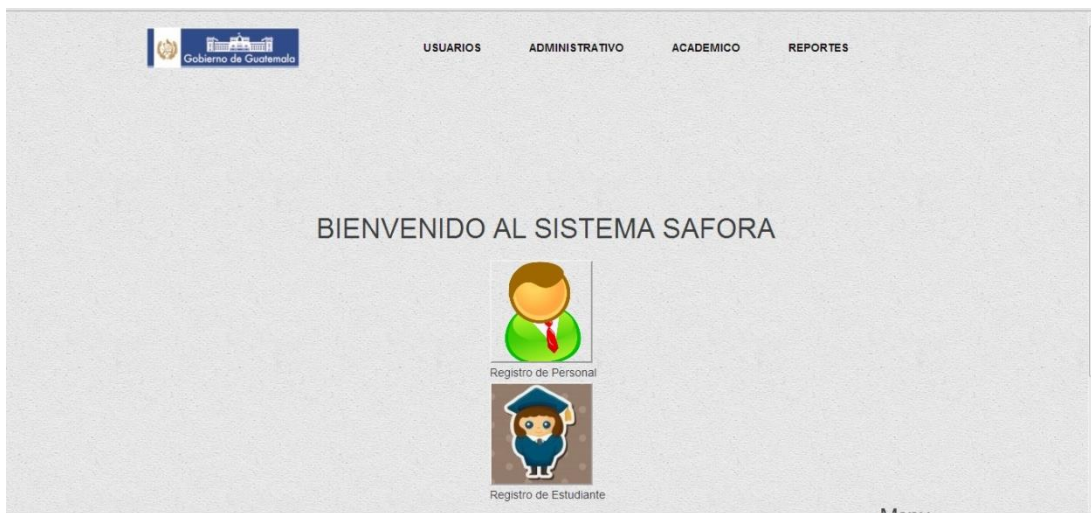 Gobierno de Guatemala
USUARIOS ADMINISTRATIVO ACADEMICO REPORTES
BIENVENIDO AL SISTEMA SAFORA
Registro de Personal
Registro de Estudiante